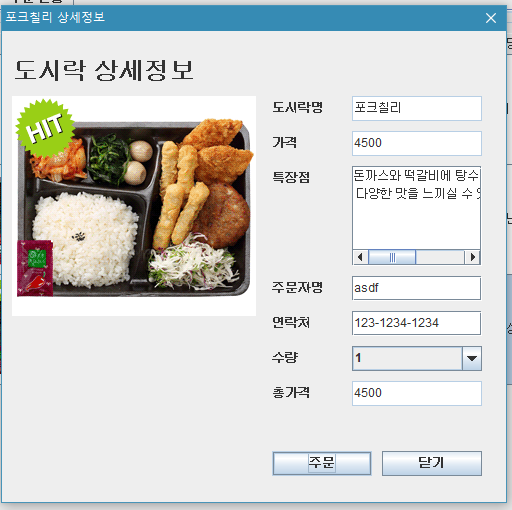 포크칠리 상세정보
도시락 상세정보
HIT
도시락명
포크칠리
가격
4500
특장점
돈까스와 떡갈비에 탕수
다양한 맛을 느끼실 수
주문자명
asdf
연락처
123-1234-1234
수량
1
총가격
4500
주문
닫기